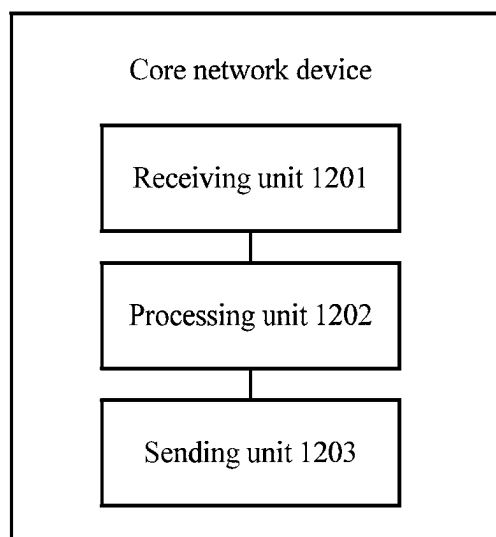 Core network device
Receiving unit 1201
Processing unit 1202
Sending unit 1203